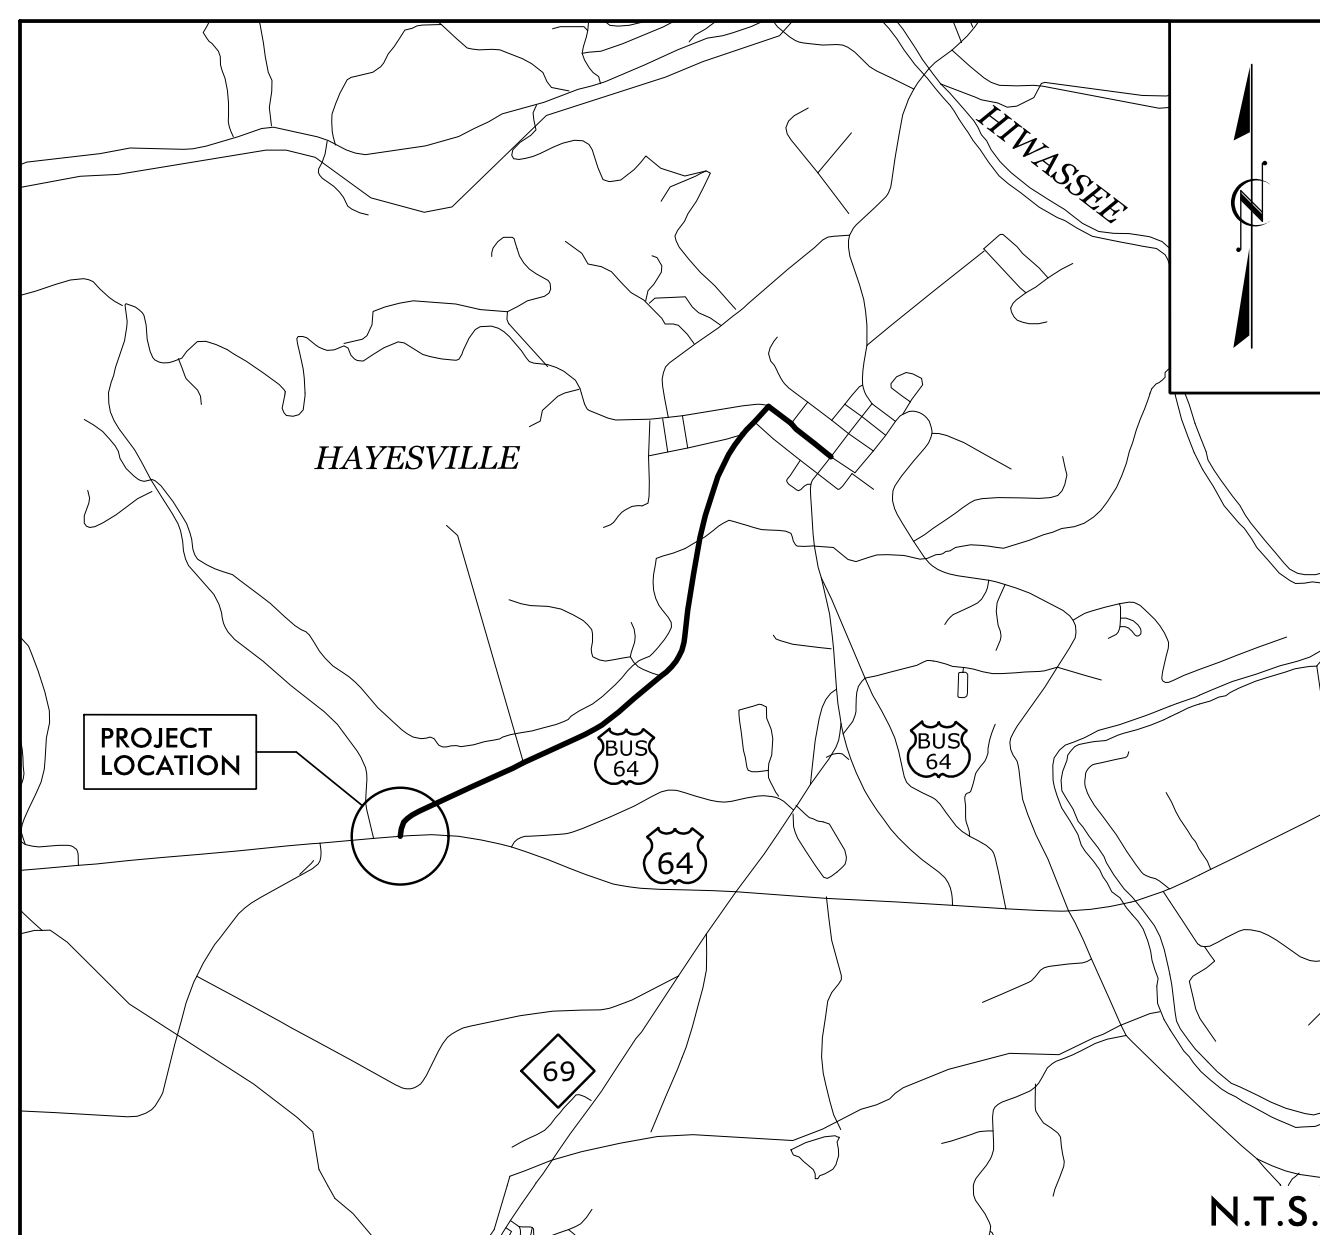 HIWASSEE
N
HAYESVILLE
PROJECT
LOCATION
BUS
64
BUS
64
64
69
N.T.S.